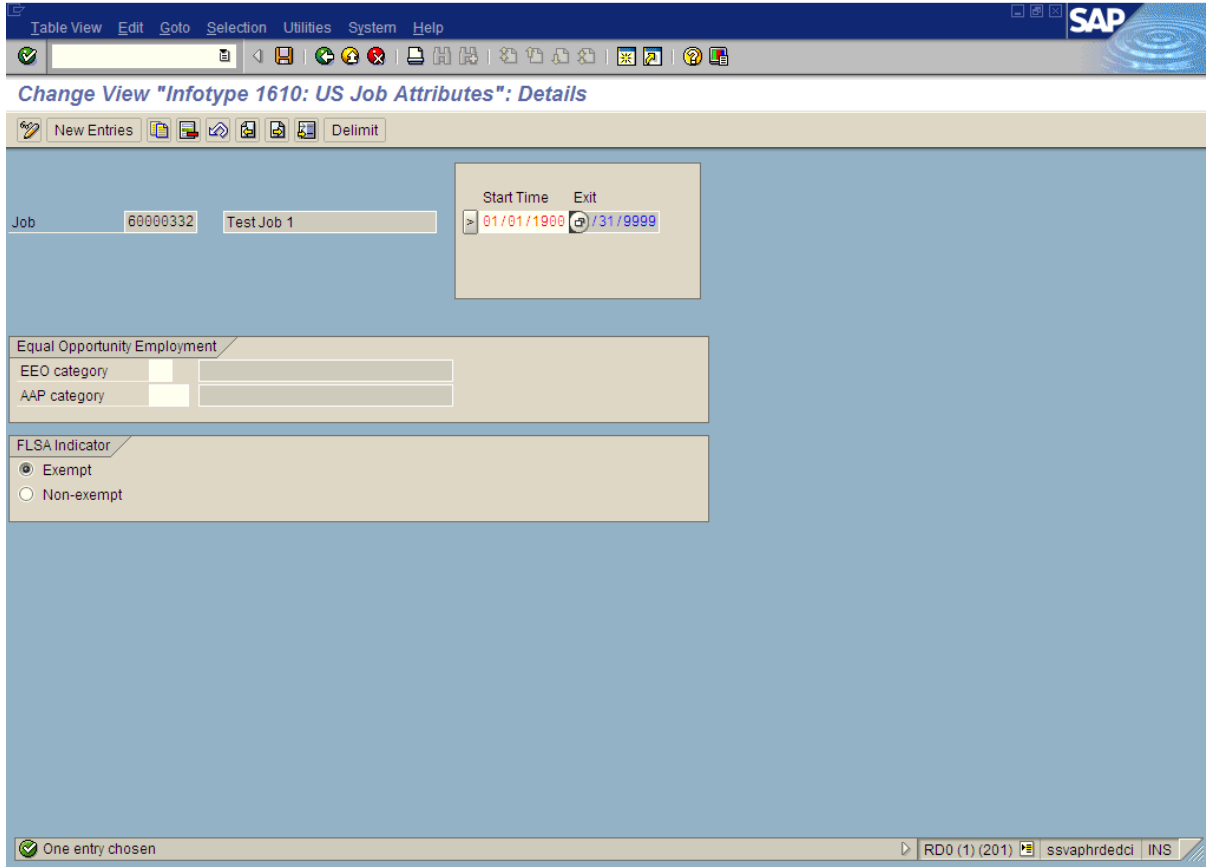 Table View Edit Goto Selection Utilities System Help
SAP
Change View "Infotype 1610: US Job Attributes": Details
New Entries Delimit
Start Time Exit
Job 60000332 Test Job 1 > 01/01/1900 /31/9999
Equal Opportunity Employment
EEO category
AAP category
FLSA Indicator
Exempt
Non-exempt
One entry chosen RD0 (1) (201) ssvaphrdedci INS